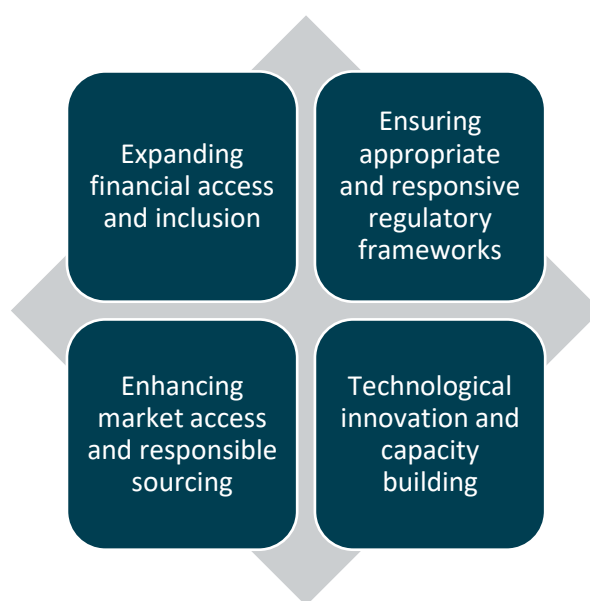 Expanding
financial access
and inclusion
Ensuring
appropriate
and responsive
regulatory
frameworks
Enhancing
market access
and responsible
sourcing
Technological
innovation and
capacity
building